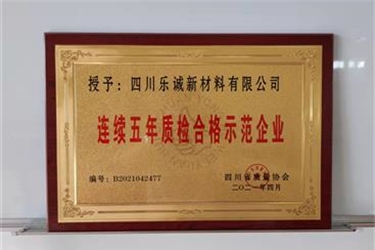 授予：四川乐诚新材料有限公司
连续五年质检合格示范企业
编号：B2021042477
四川省质量协会
二〇二一年四月